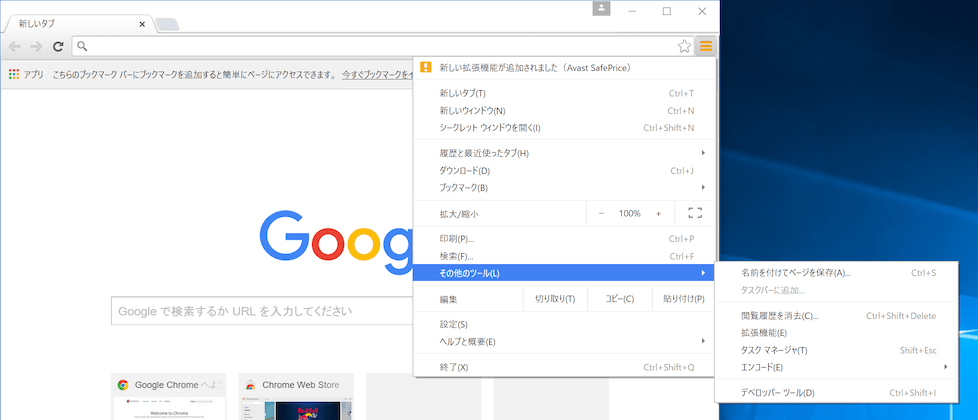 新しいタブ
アプリ こちらのブックマーク バーにブックマークを追加すると簡単にページにアクセスできます。 今すぐブックマークをイ
新しい拡張機能が追加されました（Avast SafePrice）
新しいタブ(T) Ctrl+T
新しいウィンドウ(N) Ctrl+N
シークレット ウィンドウを開く(I) Ctrl+Shift+N
履歴と最近使ったタブ(H)
ダウンロード(D) Ctrl+J
ブックマーク(B)
拡大/縮小 − 100% +
印刷(P)... Ctrl+P
検索(F)... Ctrl+F
その他のツール(L)
編集 切り取り(T) コピー(C) 貼り付け(P)
設定(S)
ヘルプと概要(E)
終了(X) Ctrl+Shift+Q
名前を付けてページを保存(A)... Ctrl+S
タスクバーに追加...
閲覧履歴を消去(C)... Ctrl+Shift+Delete
拡張機能(E)
タスク マネージャ(T) Shift+Esc
エンコード(E)
デベロッパー ツール(D) Ctrl+Shift+I
Goog
Google で検索するか URL を入力してください
Google Chrome へよう
Chrome Web Store
Welcome to Chrome